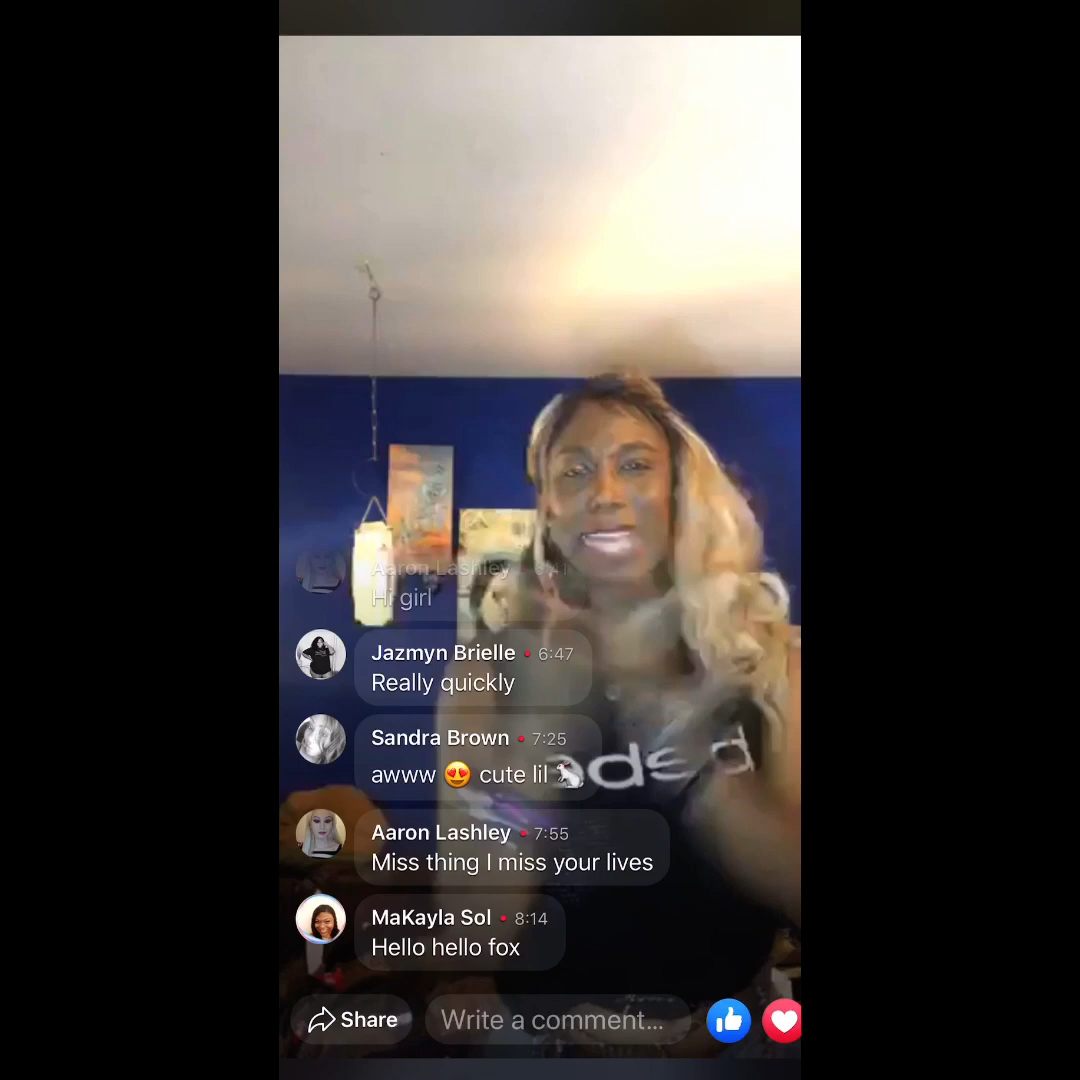 Aaron Lashley
Hi girl
Jazmyn Brielle • 6:47
Really quickly
Sandra Brown • 7:25
awww 😍 cute lil 🐇
Aaron Lashley • 7:55
Miss thing I miss your lives
MaKayla Sol • 8:14
Hello hello fox
Share
Write a comment...